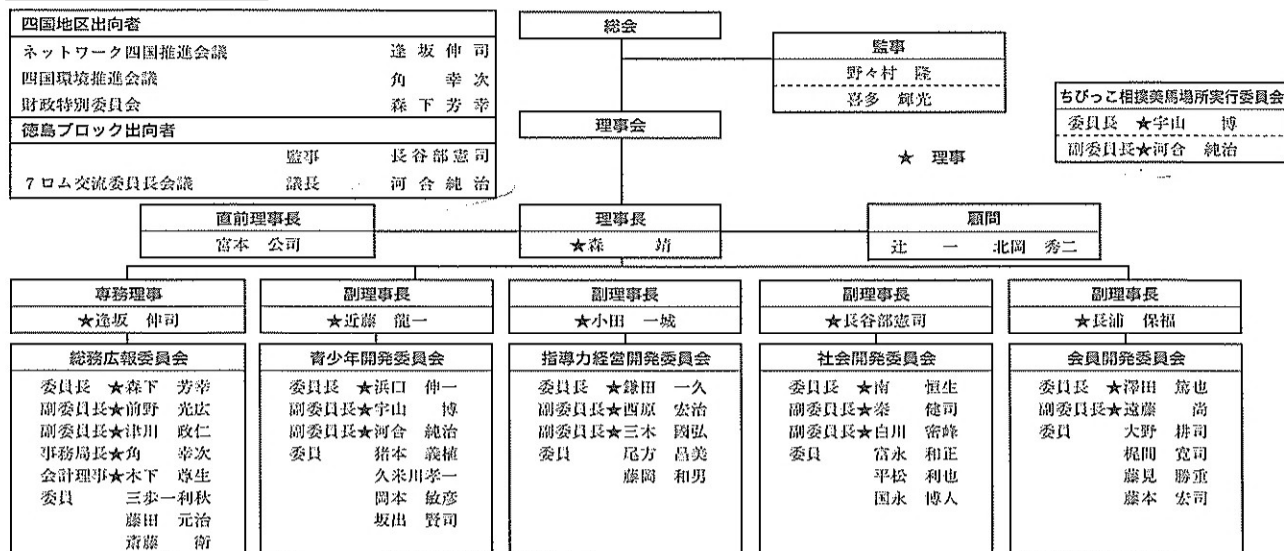 四国地区出向者
ネットワーク四国推進会議 逢坂伸司
四国環境推進会議 角 幸次
財政特別委員会 森下芳幸
徳島ブロック出向者
監事 長谷部憲司
7ロム交流委員長会議 議長 河合純治
総会
監事
野々村 隆
喜多 輝光
理事会
★ 理事
ちびっこ相撲美馬場所実行委員会
委員長 ★宇山 博
副委員長★河合 純治
直前理事長
宮本 公司
理事長
★森 靖
顧問
辻 一 北岡 秀二
専務理事
★逢坂 伸司
総務広報委員会
委員長 ★森下 芳幸
副委員長★前野 光広
副委員長★津川 政仁
事務局長★角 幸次
会計理事★木下 尊生
委員 三歩一利秋
藤田 元治
斎藤 衛
副理事長
★近藤 龍一
青少年開発委員会
委員長 ★浜口 伸一
副委員長★宇山 博
副委員長★河合 純治
委員 猪本 義植
久米川孝一
岡本 敏彦
坂出 賢司
副理事長
★小田 一城
指導力経営開発委員会
委員長 ★鎌田 一久
副委員長★西原 宏治
副委員長★三木 國弘
委員 尾方 昌美
藤岡 和男
副理事長
★長谷部憲司
社会開発委員会
委員長 ★南 恒生
副委員長★秦 健司
副委員長★白川 密峰
委員 富永 和正
平松 利也
国永 博人
副理事長
★長浦 保福
会員開発委員会
委員長 ★澤田 篤也
副委員長★遠藤 尚
委員 大野 耕司
梶間 寛司
藤見 勝重
藤本 宏司